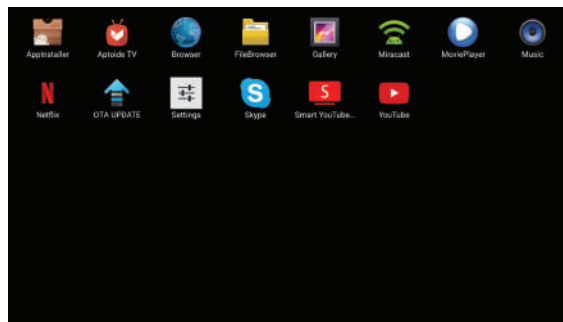 AppInstaller Aptoide TV Browser FileBrowser Gallery Miracast MoviePlayer Music
N S S
Netflix OTA UPDATE Settings Skype Smart YouTube... YouTube